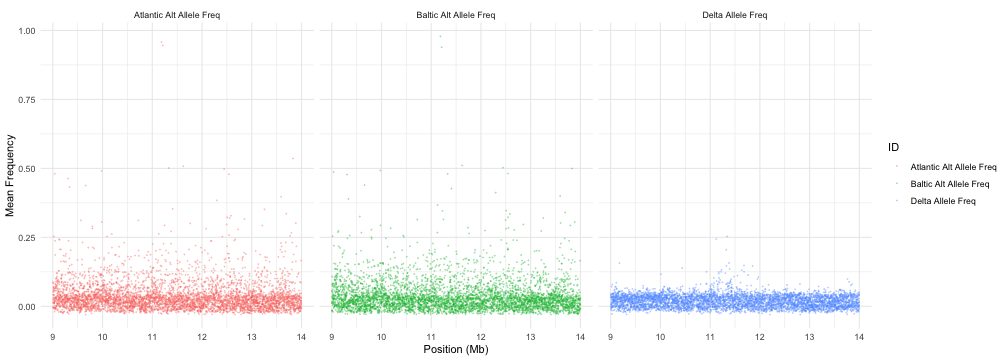 Atlantic Alt Allele Freq
Baltic Alt Allele Freq
Delta Allele Freq
1.00
0.75
0.50
0.25
0.00
Mean Frequency
9 10 11 12 13 14
9 10 11 12 13 14
9 10 11 12 13 14
Position (Mb)
ID
Atlantic Alt Allele Freq
Baltic Alt Allele Freq
Delta Allele Freq